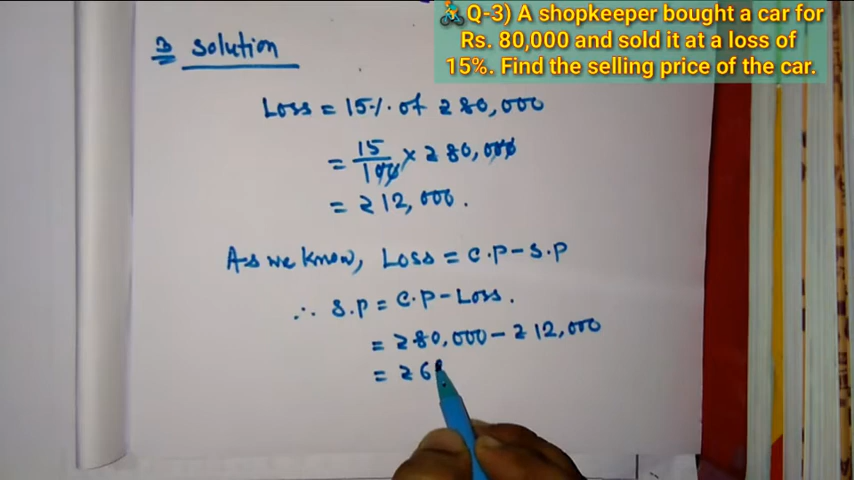 🚴Q-3) A shopkeeper bought a car for
Rs. 80,000 and sold it at a loss of
15%. Find the selling price of the car.
3 Solution
Loss = 15% of ₹80,000
= 15/100 × ₹80,000
= ₹12,000.
As we know, Loss = C.P - S.P
∴ S.P = C.P - Loss.
= ₹80,000 - ₹12,000
= ₹68